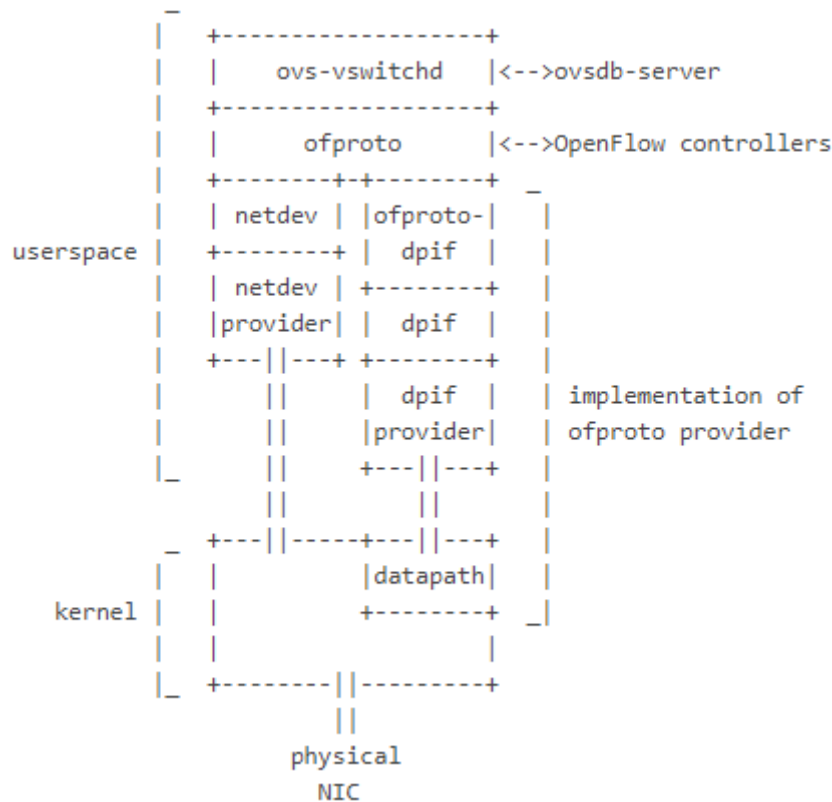 _
            |   +-------------------+
            |   |    ovs-vswitchd   |<-->ovsdb-server
            |   +-------------------+
            |   |      ofproto      |<-->OpenFlow controllers
            |   +--------+-+--------+  _
            |   | netdev | |ofproto-|   |
  userspace |   +--------+ |  dpif  |   |
            |   | netdev | +--------+   |
            |   |provider| |  dpif  |   |
            |   +---||---+ +--------+   |
            |       ||     |  dpif  |   | implementation of
            |       ||     |provider|   | ofproto provider
            |_      ||     +---||---+   |
                    ||         ||       |
             _  +---||-----+---||---+   |
            |   |          |datapath|   |
     kernel |   |          +--------+  _|
            |   |                   |
            |_  +--------||---------+
                         ||
                      physical
                        NIC